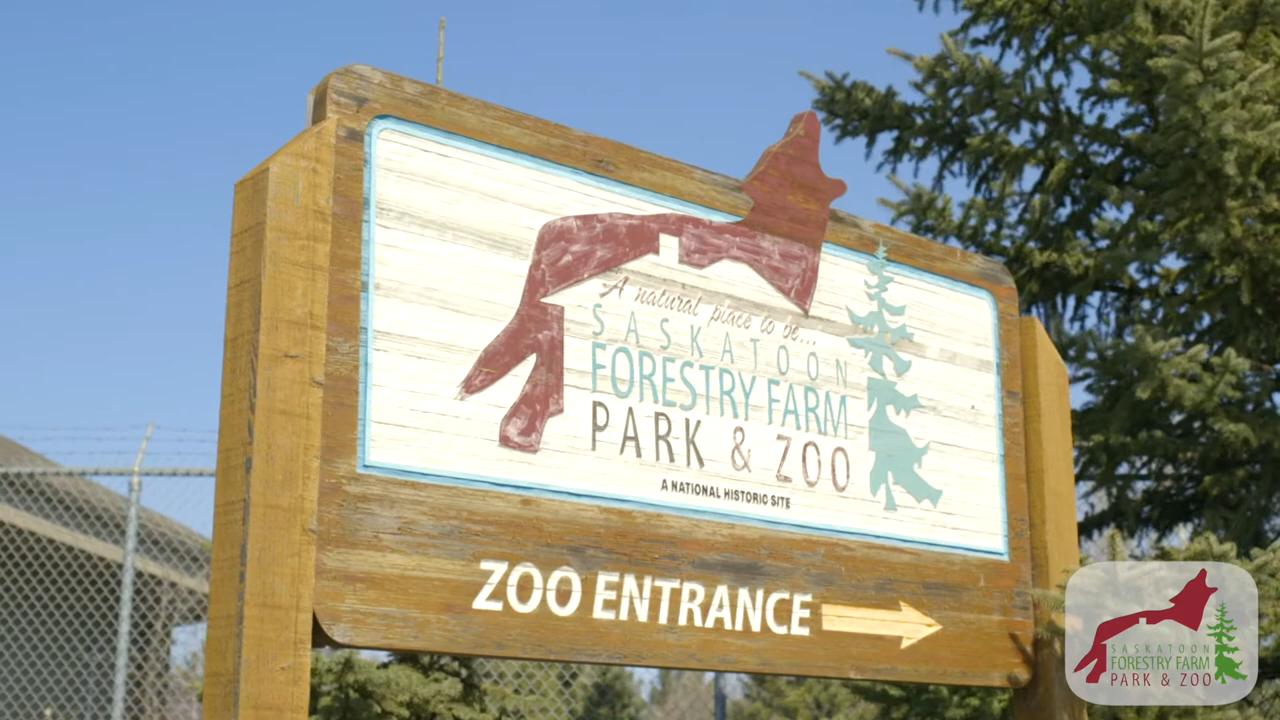 A natural place to be...
SASKATOON
FORESTRY FARM
PARK & ZOO
A NATIONAL HISTORIC SITE
ZOO ENTRANCE
SASKATOON
FORESTRY FARM
PARK & ZOO